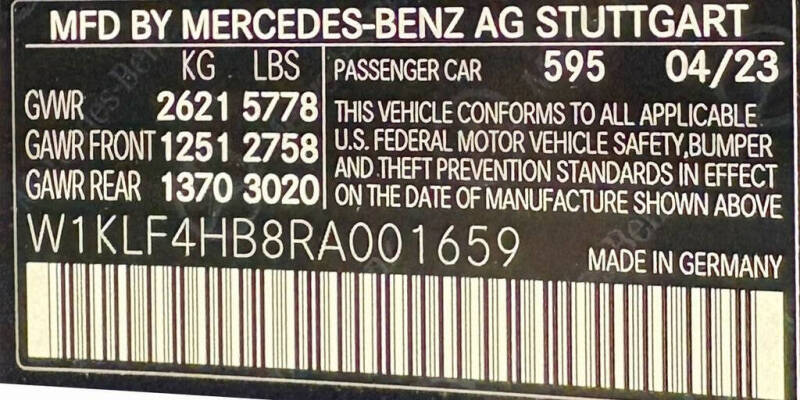 MFD BY MERCEDES-BENZ AG STUTTGART
KG LBS
GVWR 2621 5778
GAWR FRONT 1251 2758
GAWR REAR 1370 3020
PASSENGER CAR 595 04/23
THIS VEHICLE CONFORMS TO ALL APPLICABLE
U.S. FEDERAL MOTOR VEHICLE SAFETY,BUMPER
AND THEFT PREVENTION STANDARDS IN EFFECT
ON THE DATE OF MANUFACTURE SHOWN ABOVE
W1KLF4HB8RA001659
MADE IN GERMANY